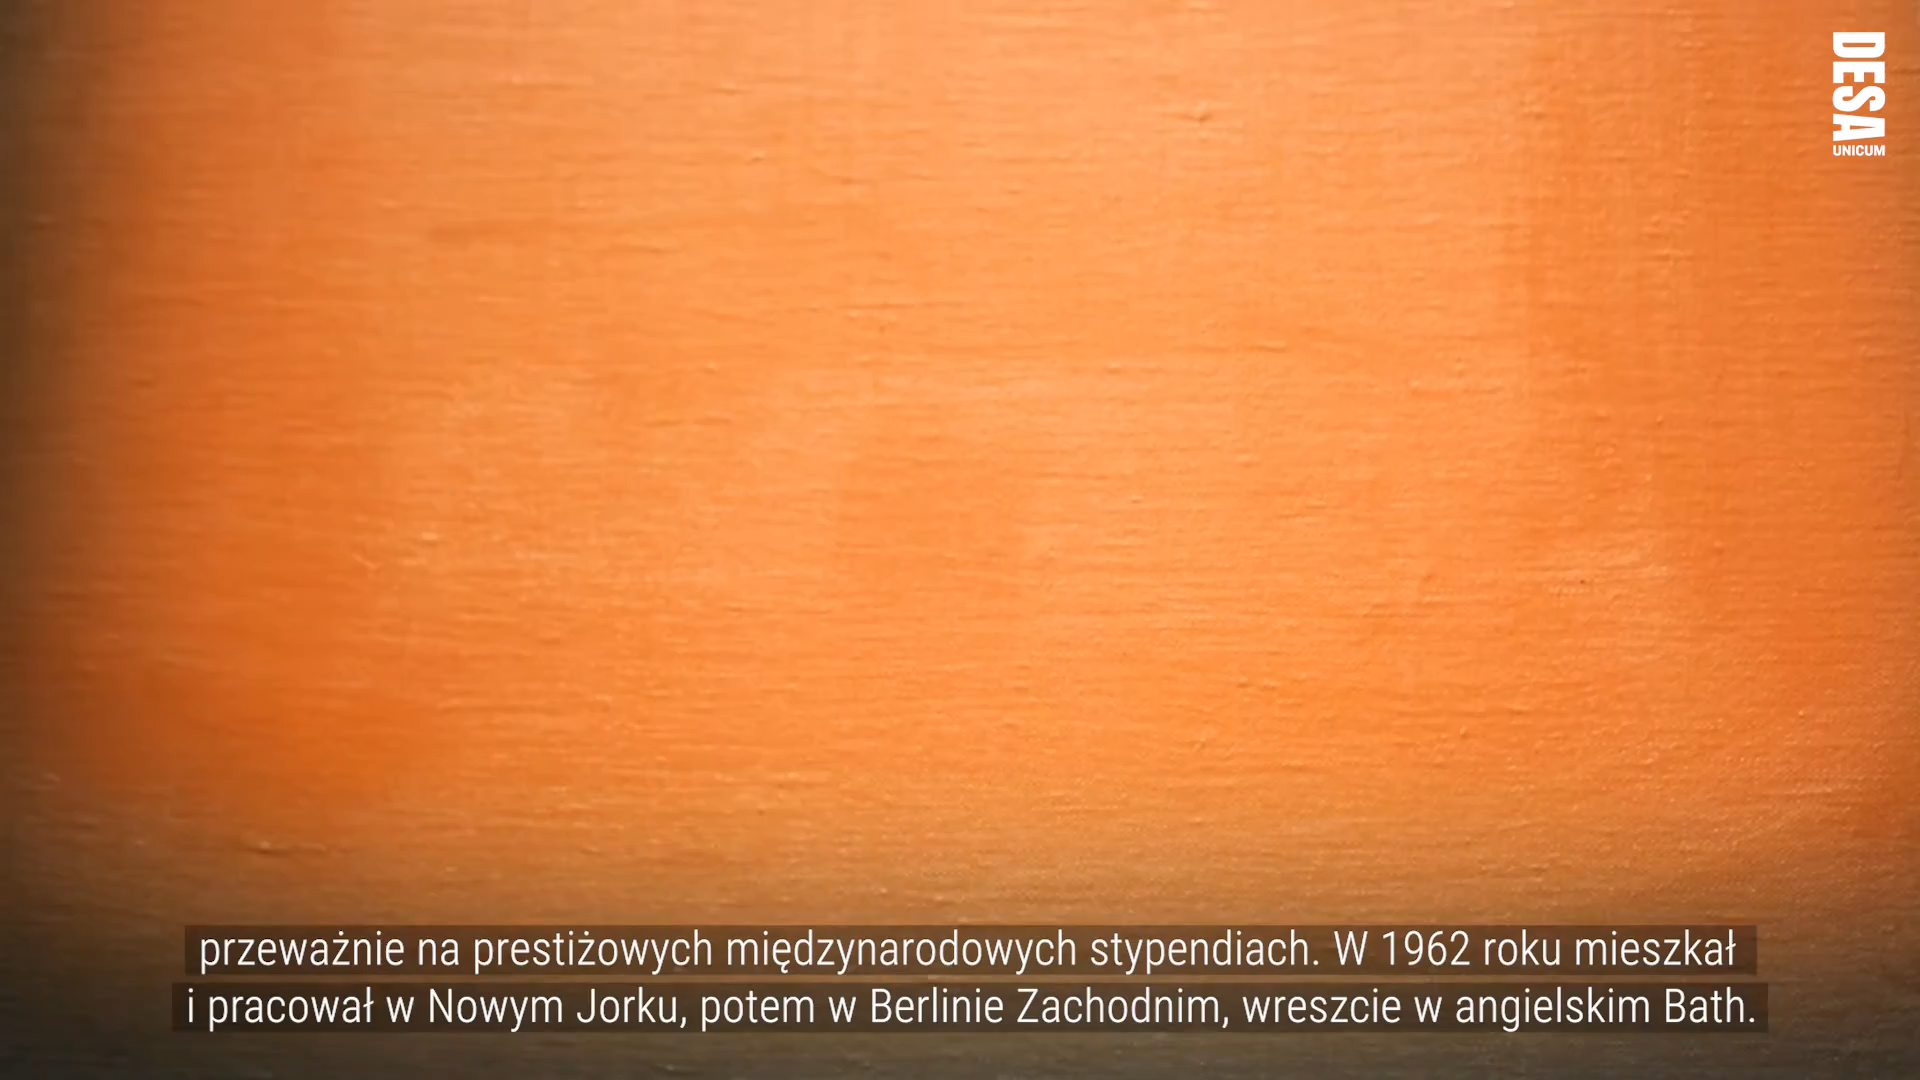 DESA
UNICUM
przeważnie na prestiżowych międzynarodowych stypendiach. W 1962 roku mieszkał
i pracował w Nowym Jorku, potem w Berlinie Zachodnim, wreszcie w angielskim Bath.